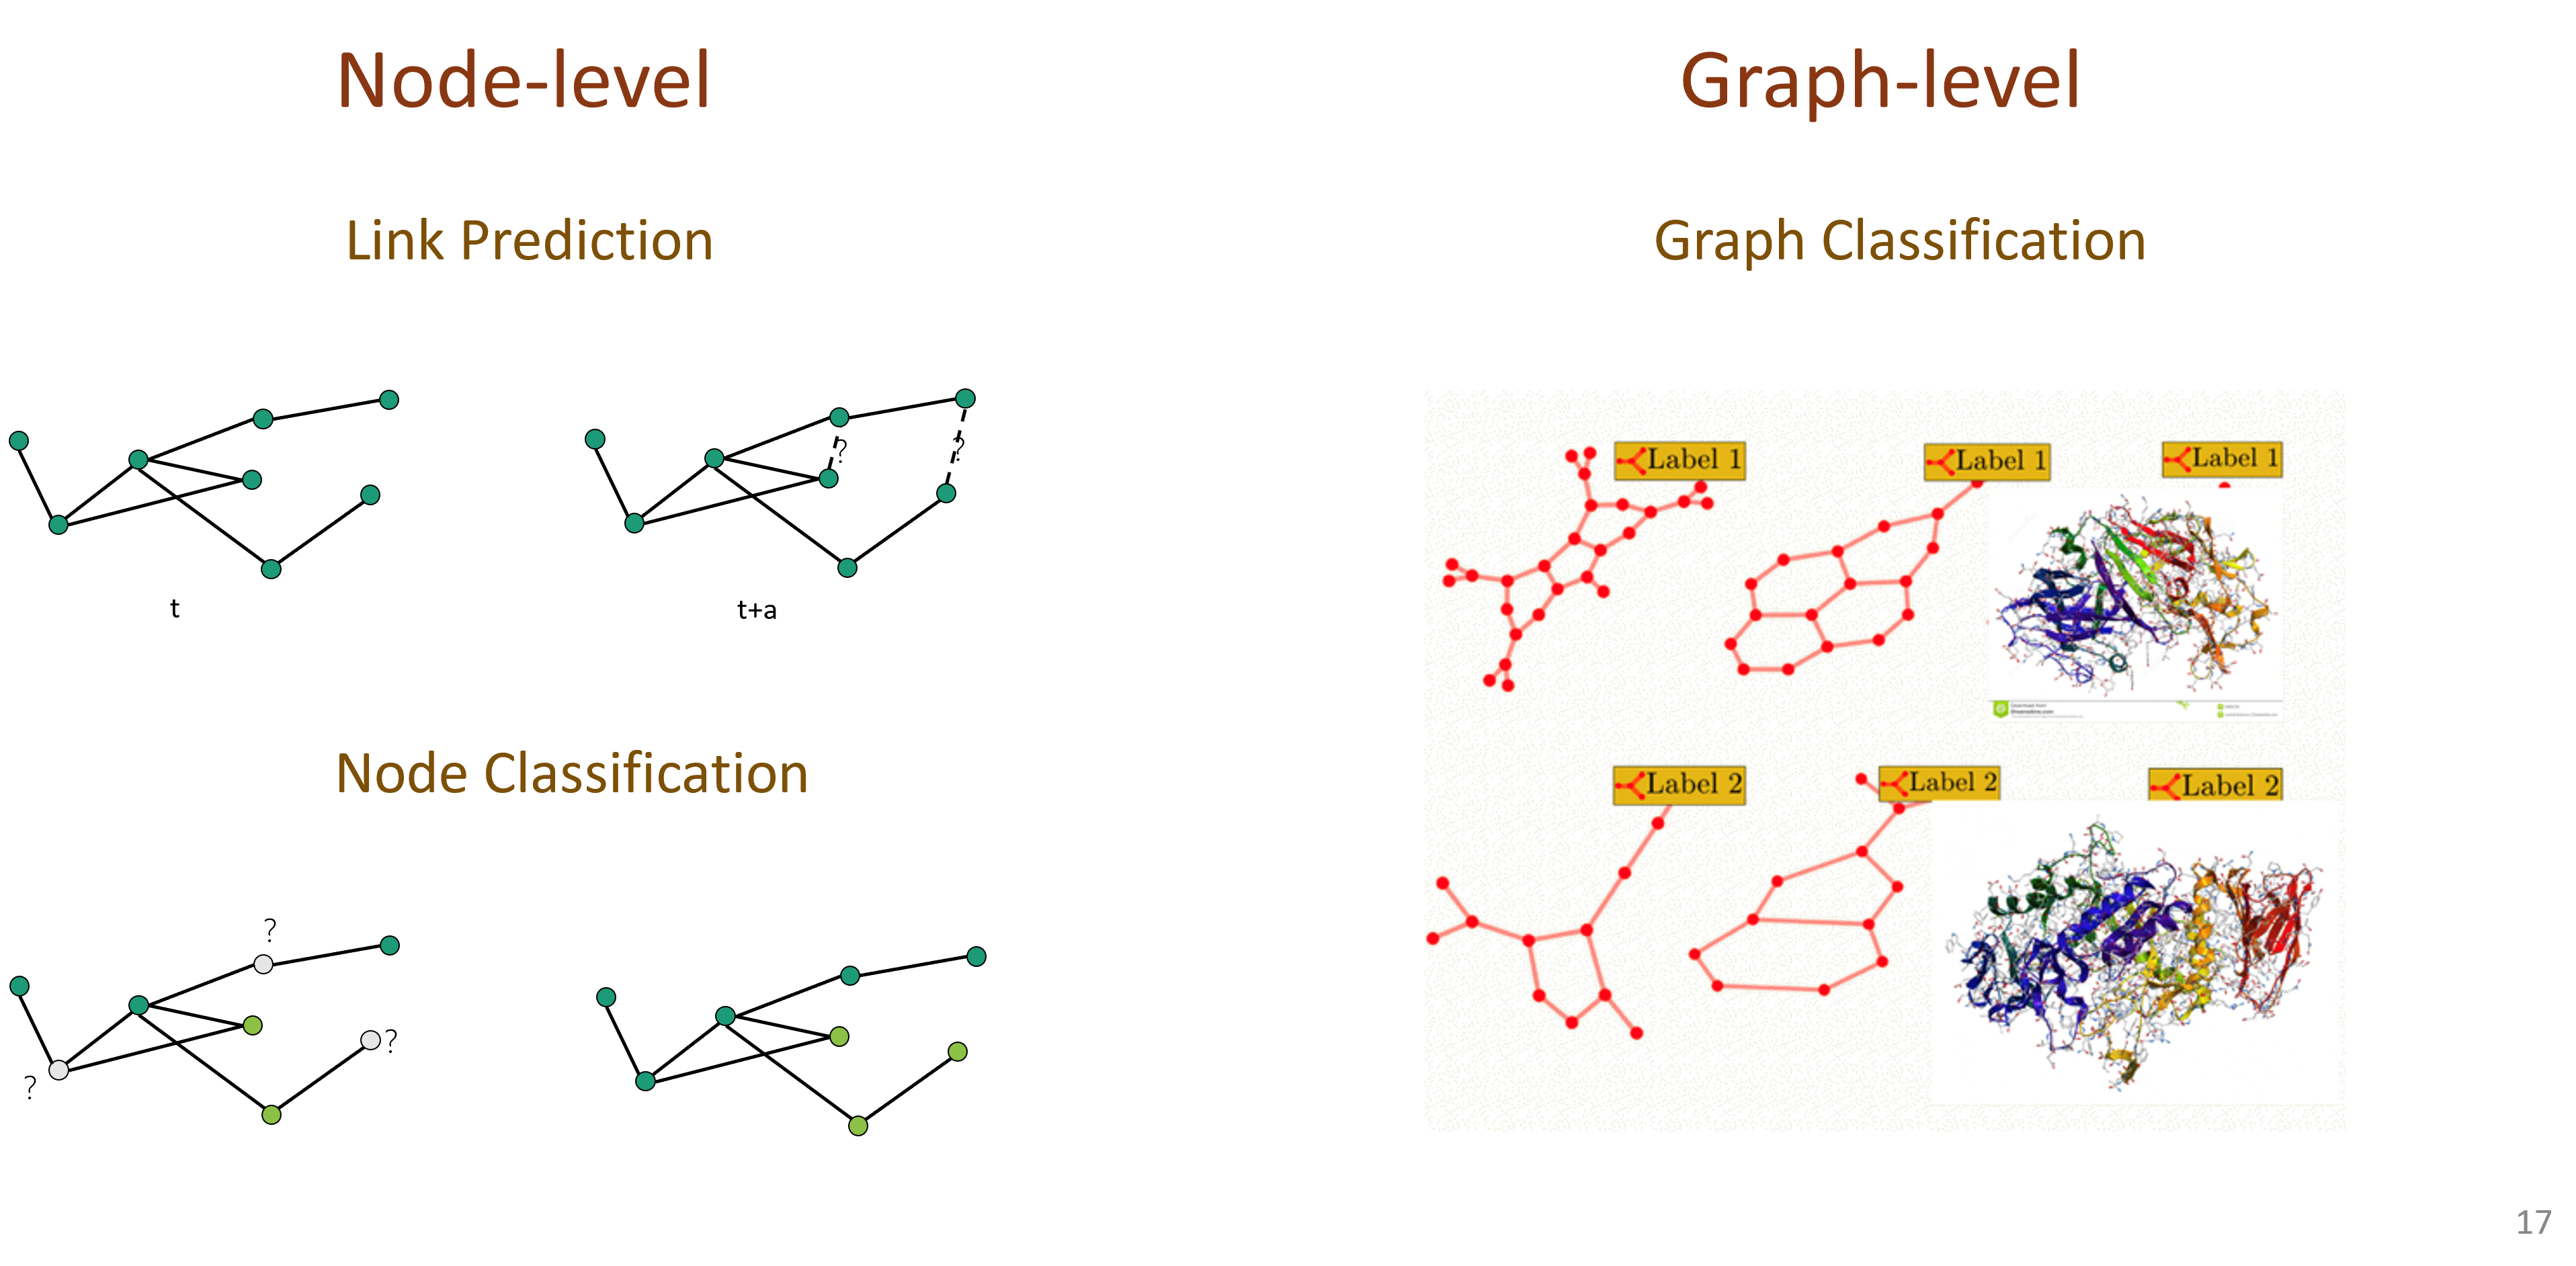 Node-level
Graph-level
Link Prediction
Graph Classification
?
?
t
t+a
Node Classification
?
?
?
Label 1
Label 1
Label 1
Label 2
Label 2
Label 2
17